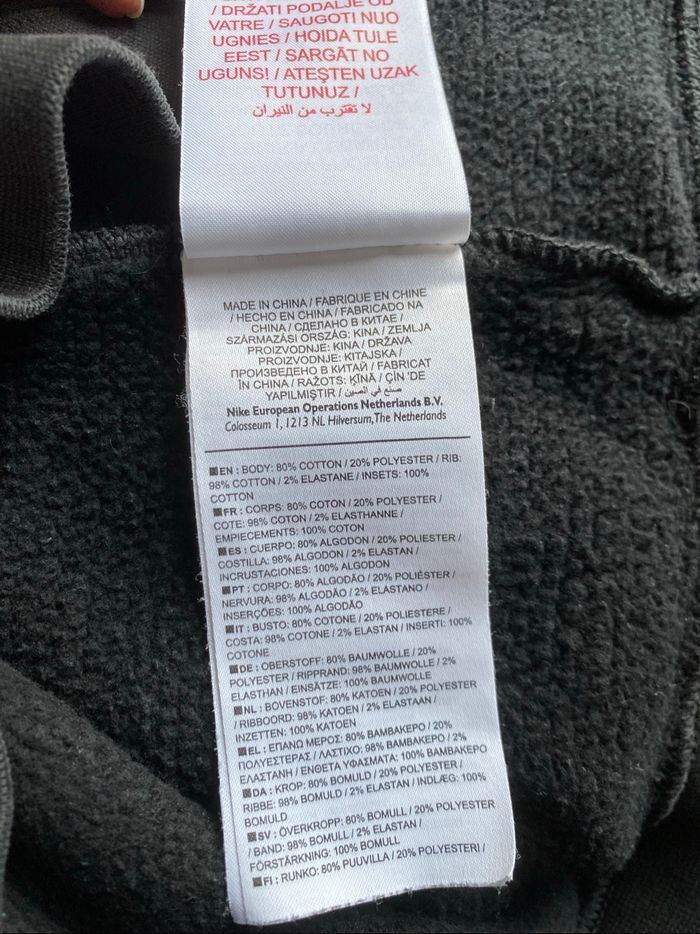 / DRŽATI PODALJE OD
VATRE / SAUGOTI NUO
UGNIES / HOIDA TULE
EEST / SARGĀT NO
UGUNS! / ATEŞTEN UZAK
TUTUNUZ /
لا تقترب من النيران
MADE IN CHINA / FABRIQUE EN CHINE
/ HECHO EN CHINA / FABRICADO NA
CHINA / СДЕЛАНО В КИТАЕ /
SZÁRMAZÁSI ORSZÁG: KINA / ZEMLJA
PROIZVODNJE: KINA / DRŽAVA
PROIZVODNJE: KITAJSKA /
ПРОИЗВЕДЕНО В КИТАЙ / FABRICAT
ÎN CHINA / RAŽOTS: ĶĪNĀ / ÇİN 'DE
YAPILMIŞTIR / صنع في الصين /
Nike European Operations Netherlands B.V.
Colosseum 1, 1213 NL Hilversum, The Netherlands
EN : BODY: 80% COTTON / 20% POLYESTER / RIB:
98% COTTON / 2% ELASTANE / INSETS: 100%
COTTON
FR : CORPS: 80% COTON / 20% POLYESTER /
COTE: 98% COTON / 2% ELASTHANNE /
EMPIECEMENTS: 100% COTON
ES : CUERPO: 80% ALGODON / 20% POLIESTER /
COSTILLA: 98% ALGODON / 2% ELASTAN /
INCRUSTACIONES: 100% ALGODON
PT : CORPO: 80% ALGODÃO / 20% POLIÉSTER /
NERVURA: 98% ALGODÃO / 2% ELASTANO /
INSERÇÕES: 100% ALGODÃO
IT : BUSTO: 80% COTONE / 20% POLIESTERE /
COSTA: 98% COTONE / 2% ELASTAN / INSERTI: 100%
COTONE
DE : OBERSTOFF: 80% BAUMWOLLE / 20%
POLYESTER / RIPPRAND: 98% BAUMWOLLE / 2%
ELASTHAN / EINSÄTZE: 100% BAUMWOLLE
NL : BOVENSTOF: 80% KATOEN / 20% POLYESTER
/ RIBBOORD: 98% KATOEN / 2% ELASTAAN /
INZETTEN: 100% KATOEN
EL : ΕΠΑΝΩ ΜΕΡΟΣ: 80% ΒΑΜΒΑΚΕΡΟ / 20%
ΠΟΛΥΕΣΤΕΡΑΣ / ΛΑΣΤΙΧΟ: 98% ΒΑΜΒΑΚΕΡΟ / 2%
ΕΛΑΣΤΑΝΗ / ΕΝΘΕΤΑ ΥΦΑΣΜΑΤΑ: 100% ΒΑΜΒΑΚΕΡΟ
DA : KROP: 80% BOMULD / 20% POLYESTER /
RIBBE: 98% BOMULD / 2% ELASTAN / INDLÆG: 100%
BOMULD
SV : ÖVERKROPP: 80% BOMULL / 20% POLYESTER
/ BAND: 98% BOMULL / 2% ELASTAN /
FÖRSTÄRKNING: 100% BOMULL
FI : RUNKO: 80% PUUVILLA / 20% POLYESTERI /